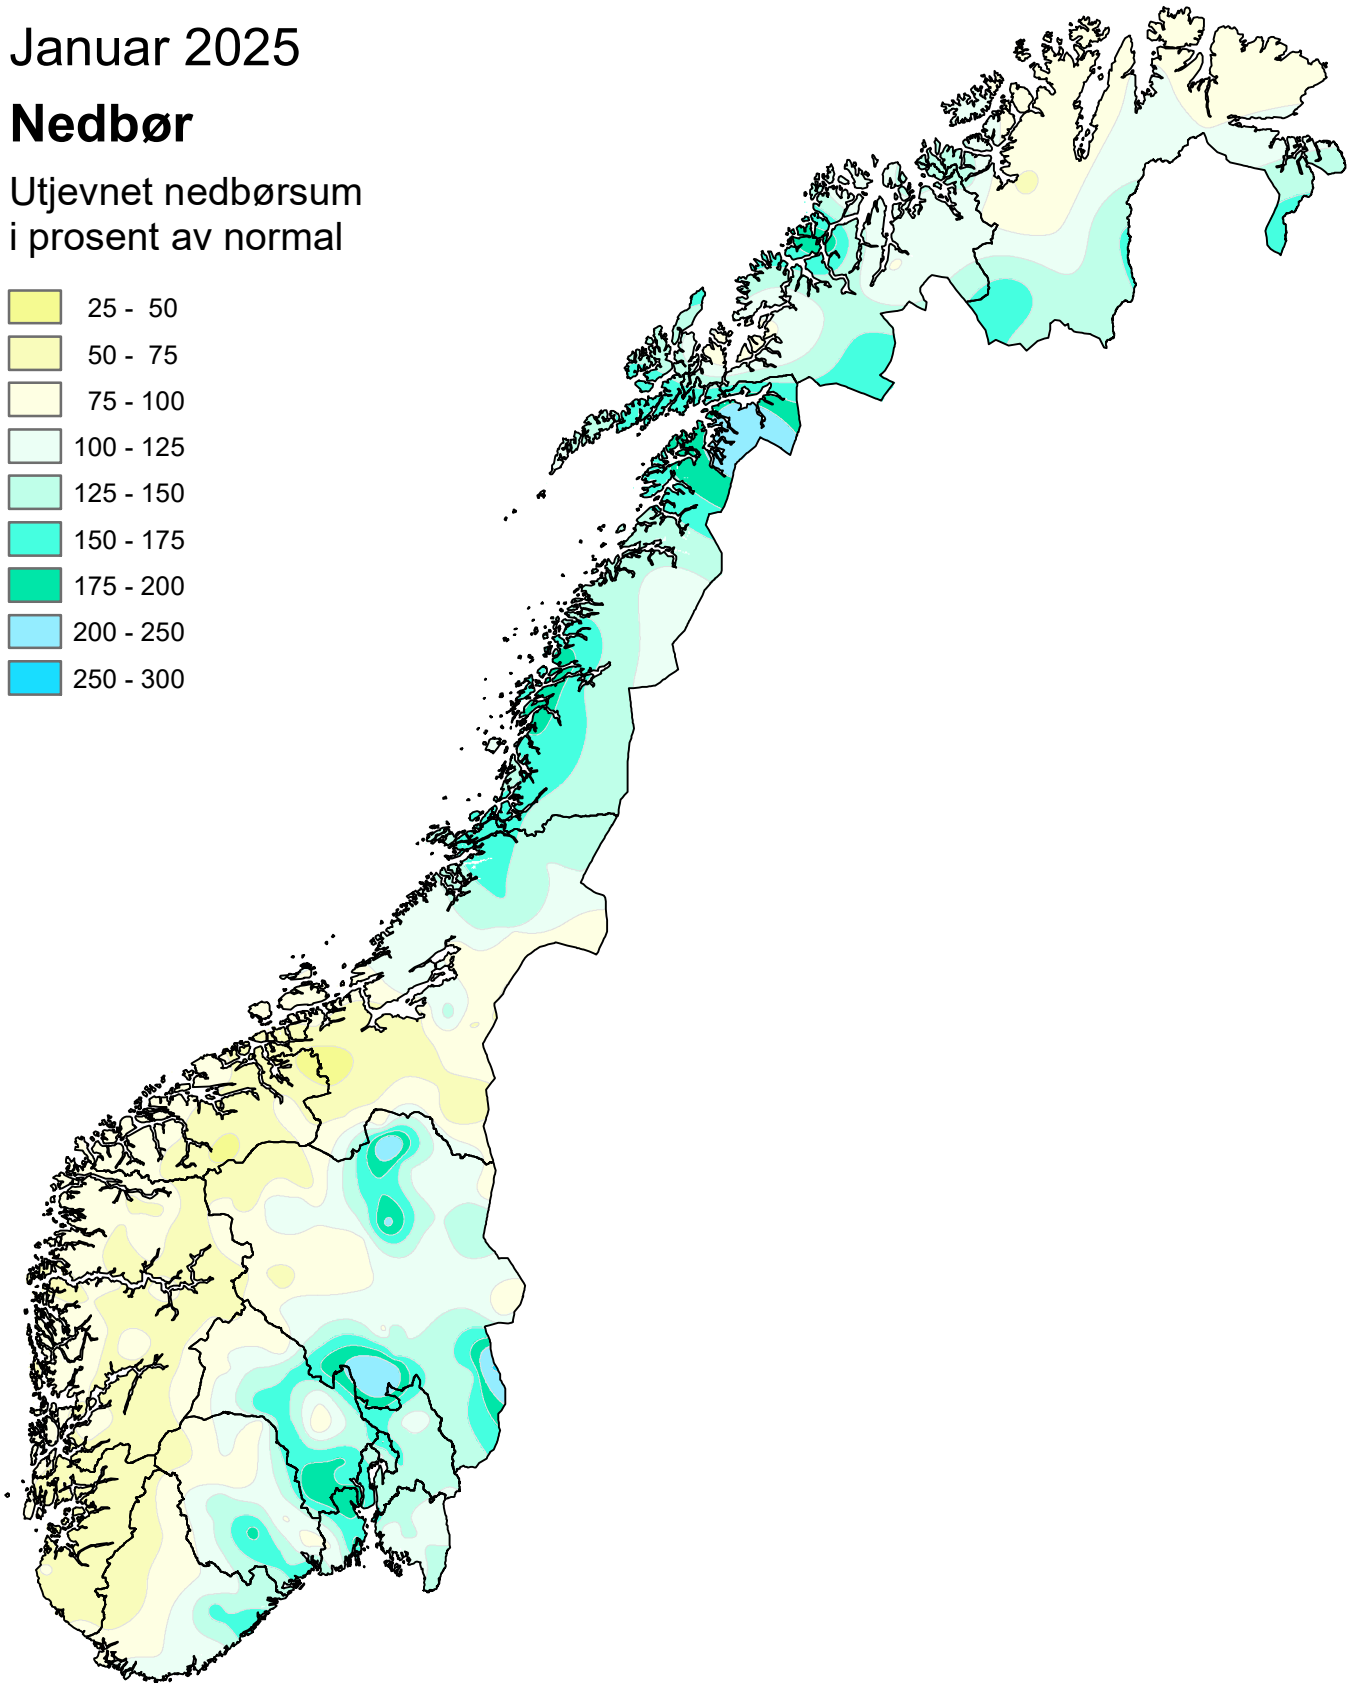 Januar 2025
Nedbør
Utjevnet nedbørsum
i prosent av normal
25 - 50
50 - 75
75 - 100
100 - 125
125 - 150
150 - 175
175 - 200
200 - 250
250 - 300